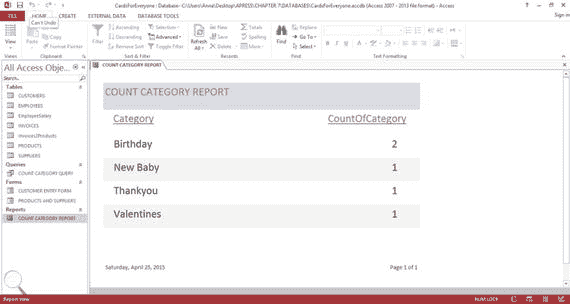 CardsForEveryone : Database- C:\Users\Anna\Desktop\APRESS\CHAPTER 7\DATABASES\CardsForEveryone.accdb (Access 2007 - 2013 file format) - Access
Sign in
FILE HOME CREATE EXTERNAL DATA DATABASE TOOLS
Can't Undo
View
Paste
Cut
Copy
Format Painter
Filter
Ascending
Descending
Remove Sort
Selection
Advanced
Toggle Filter
Refresh All
New
Save
Delete
Totals
Spelling
More
Find
Replace
Go To
Select
Views
Clipboard
Sort & Filter
Records
Find
Text Formatting
All Access Obje...
Search...
Tables
CUSTOMERS
EMPLOYEES
EmployeeSalary
INVOICES
Invoices2Products
PRODUCTS
SUPPLIERS
Queries
COUNT CATEGORY QUERY
Forms
CUSTOMER ENTRY FORM
PRODUCTS AND SUPPLIERS
Reports
COUNT CATEGORY REPORT
COUNT CATEGORY REPORT
COUNT CATEGORY REPORT
Category CountOfCategory
Birthday 2
New Baby 1
Thankyou 1
Valentines 1
Saturday, April 25, 2015 Page 1 of 1
Report View
NUM LOCK